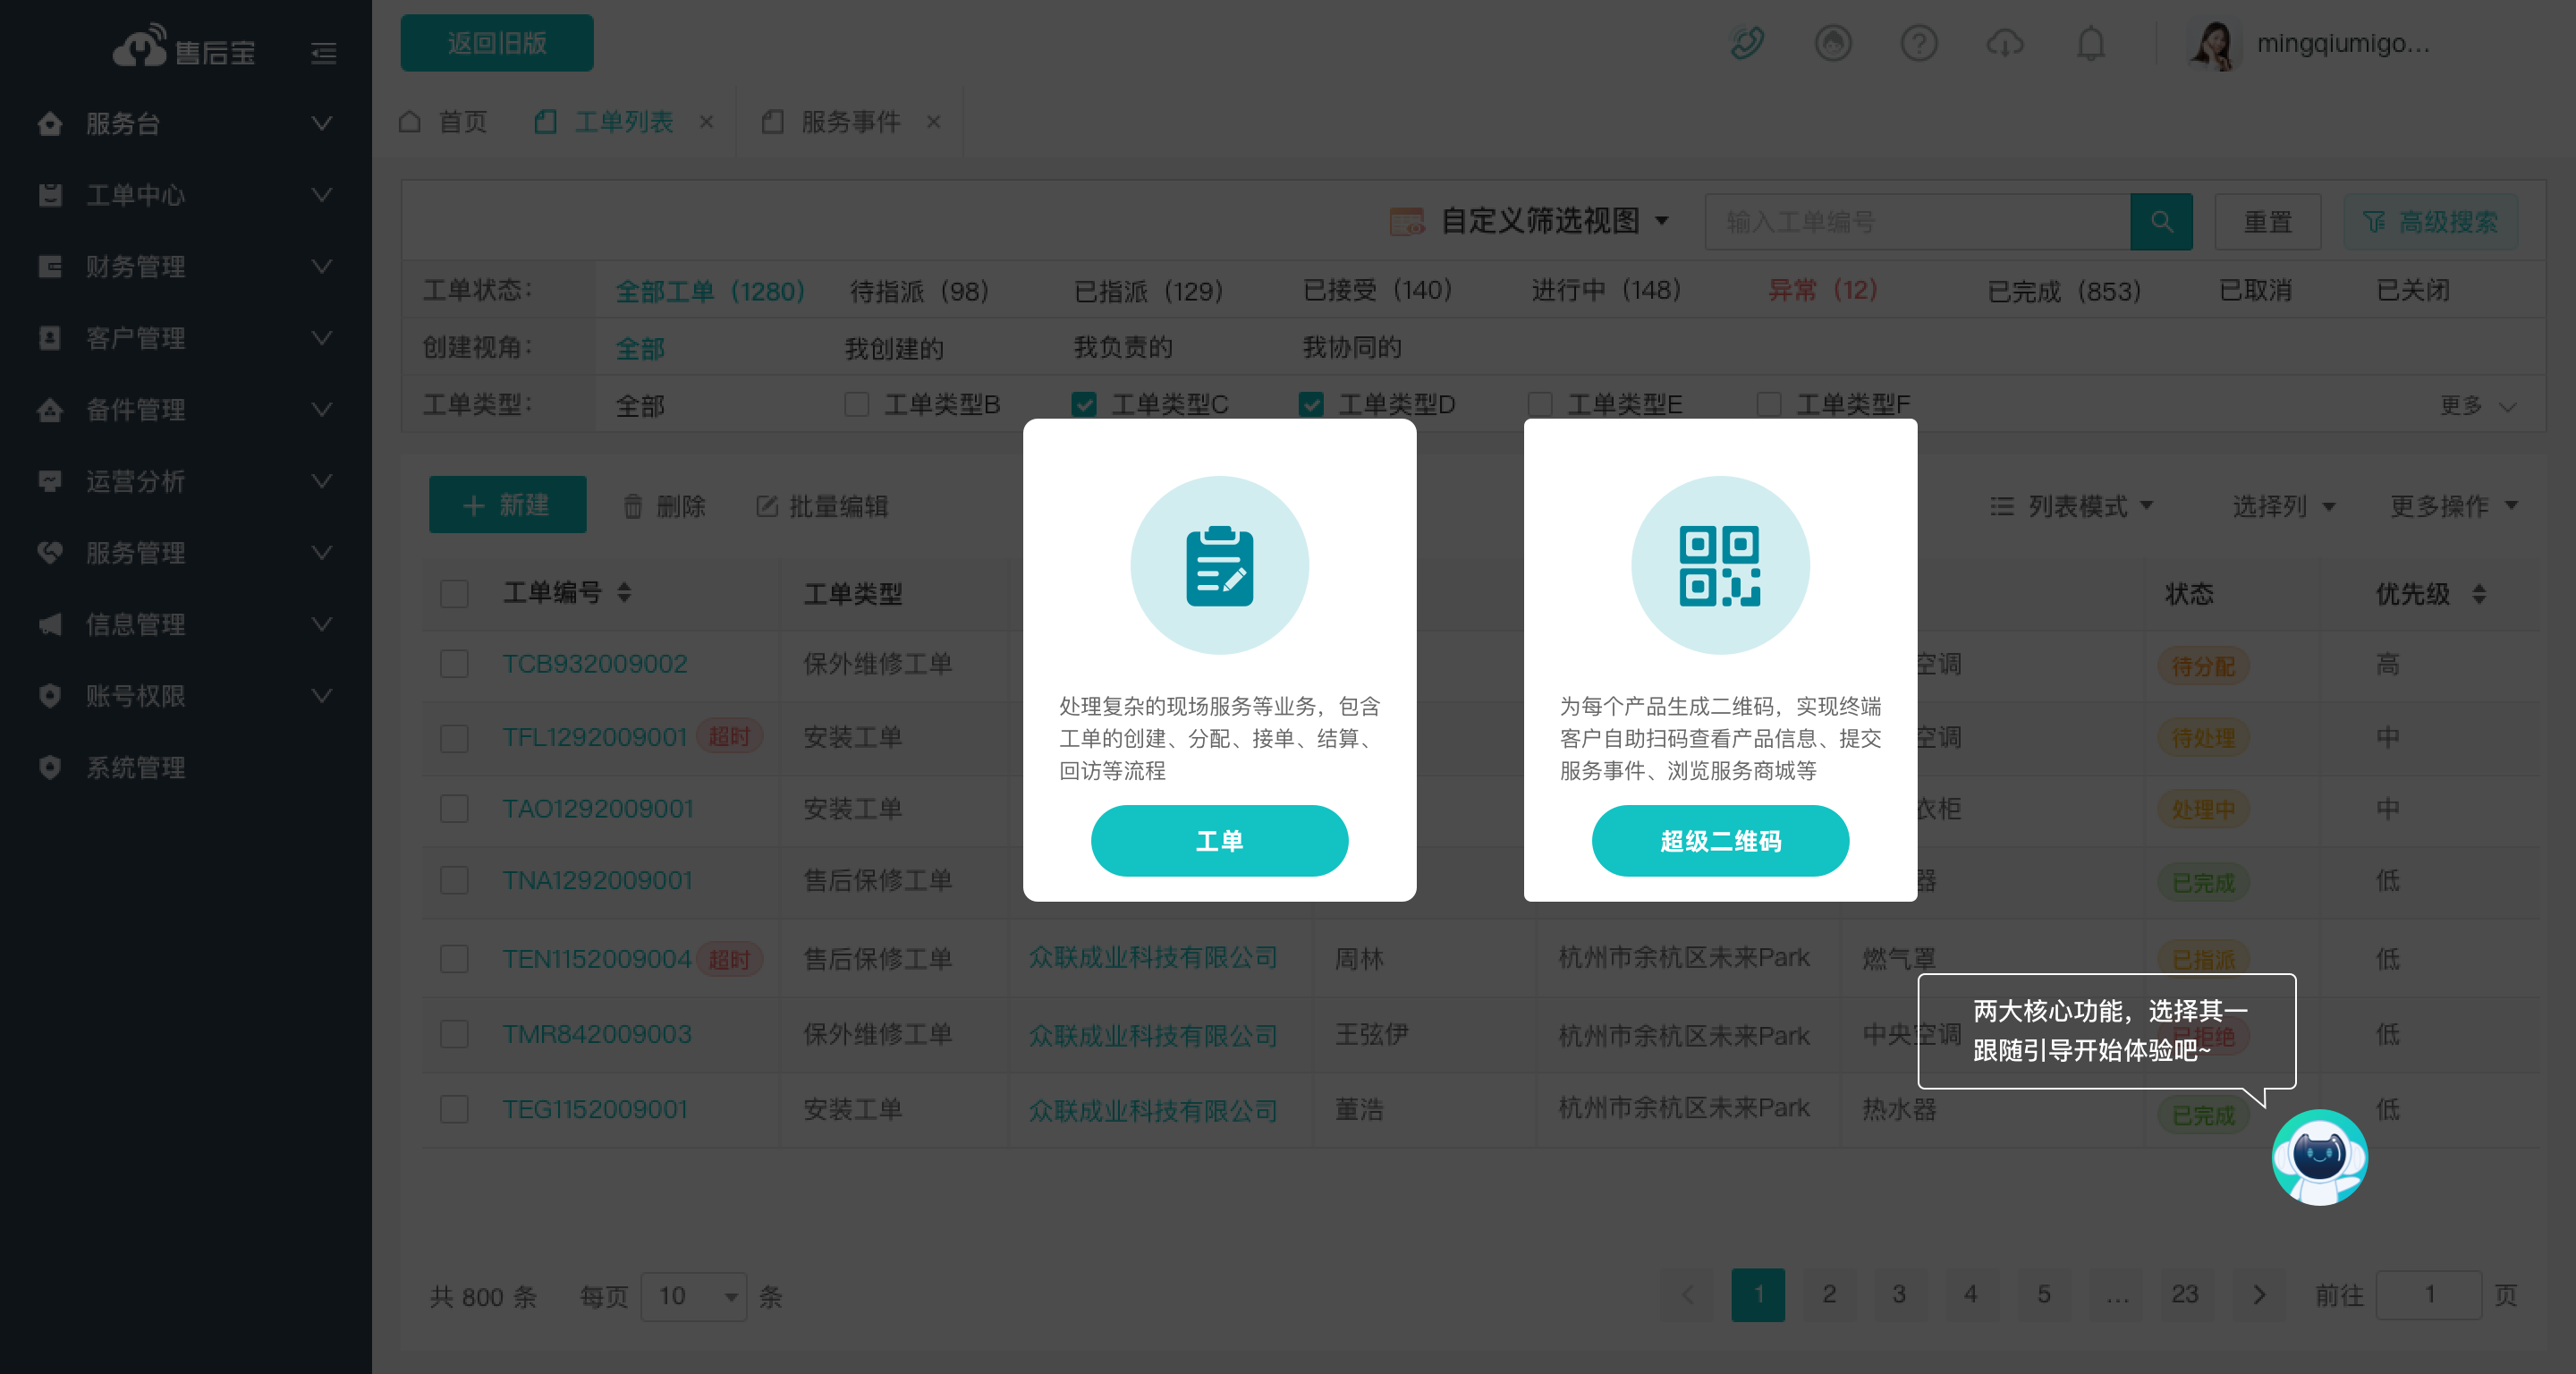 售后宝
返回旧版
mingqiumigo...
服务台
工单中心
财务管理
客户管理
备件管理
运营分析
服务管理
信息管理
账号权限
系统管理
首页 工单列表 服务事件
自定义筛选视图 输入工单编号 重置 高级搜索
工单状态： 全部工单（1280） 待指派（98） 已指派（129） 已接受（140） 进行中（148） 异常（12） 已完成（853） 已取消 已关闭
创建视角： 全部 我创建的 我负责的 我协同的
工单类型： 全部 工单类型B 工单类型C 工单类型D 工单类型E 工单类型F 更多
新建 删除 批量编辑 列表模式 选择列 更多操作
工单编号 工单类型 状态 优先级
TCB932009002 保外维修工单 空调 待分配 高
TFL1292009001 超时 安装工单 空调 待处理 中
TAO1292009001 安装工单 衣柜 处理中 中
TNA1292009001 售后保修工单 器 已完成 低
TEN1152009004 超时 售后保修工单 众联成业科技有限公司 周林 杭州市余杭区未来Park 燃气罩 已指派 低
TMR842009003 保外维修工单 众联成业科技有限公司 王弦伊 杭州市余杭区未来Park 中央空调 已拒绝 低
TEG1152009001 安装工单 众联成业科技有限公司 董浩 杭州市余杭区未来Park 热水器 已完成 低
处理复杂的现场服务等业务，包含
工单的创建、分配、接单、结算、
回访等流程
工单
为每个产品生成二维码，实现终端
客户自助扫码查看产品信息、提交
服务事件、浏览服务商城等
超级二维码
两大核心功能，选择其一
跟随引导开始体验吧~
共 800 条 每页 10 条 1 2 3 4 5 ... 23 前往 1 页